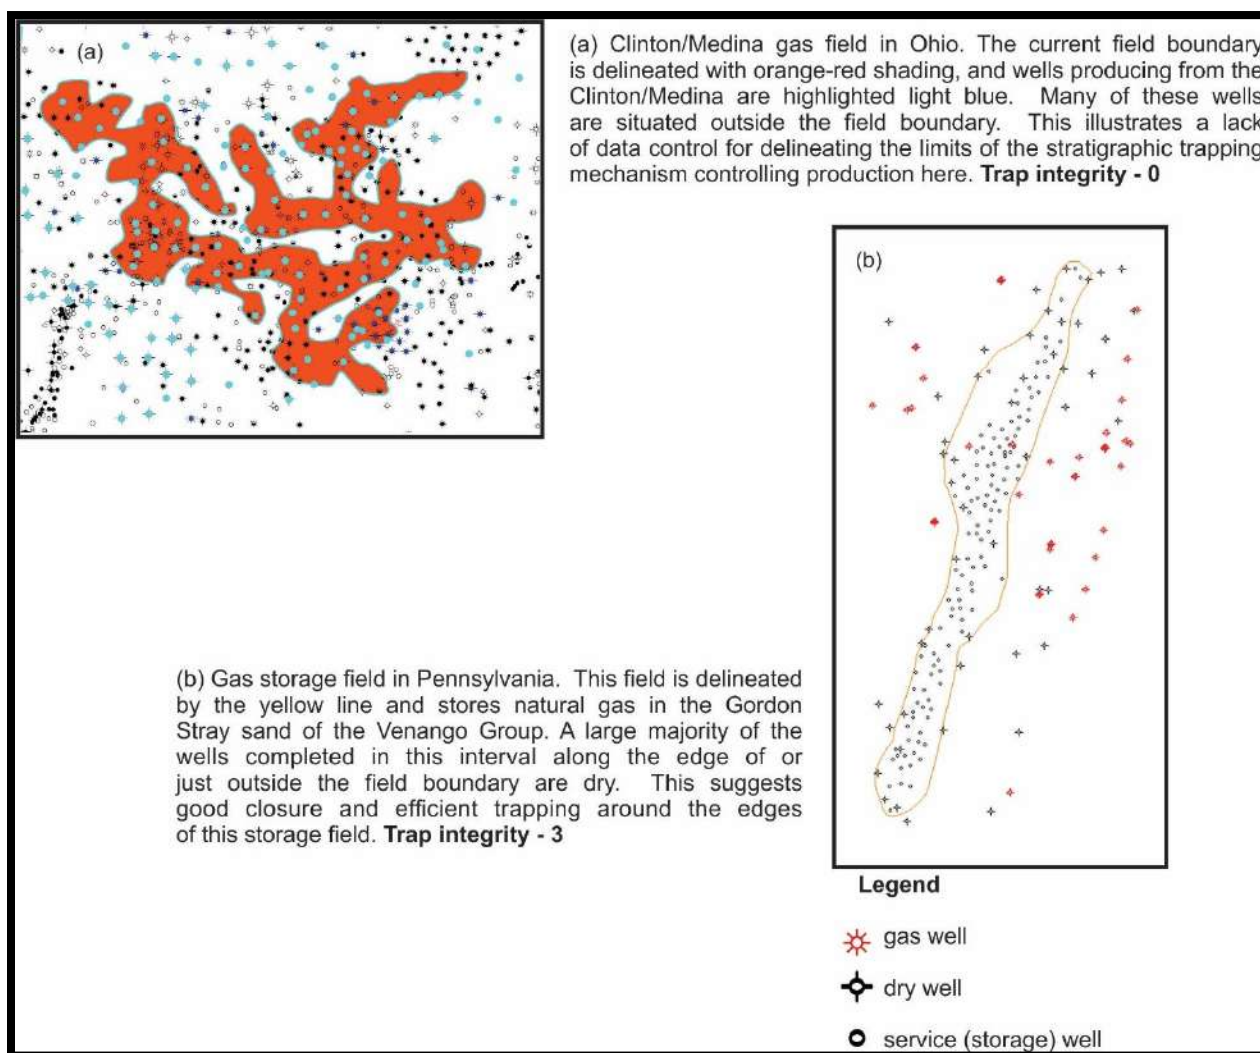 (a)
(a) Clinton/Medina gas field in Ohio. The current field boundary
is delineated with orange-red shading, and wells producing from the
Clinton/Medina are highlighted light blue. Many of these wells
are situated outside the field boundary. This illustrates a lack
of data control for delineating the limits of the stratigraphic trapping
mechanism controlling production here. Trap integrity - 0
(b)
(b) Gas storage field in Pennsylvania. This field is delineated
by the yellow line and stores natural gas in the Gordon
Stray sand of the Venango Group. A large majority of the
wells completed in this interval along the edge of or
just outside the field boundary are dry. This suggests
good closure and efficient trapping around the edges
of this storage field. Trap integrity - 3
Legend
gas well
dry well
service (storage) well